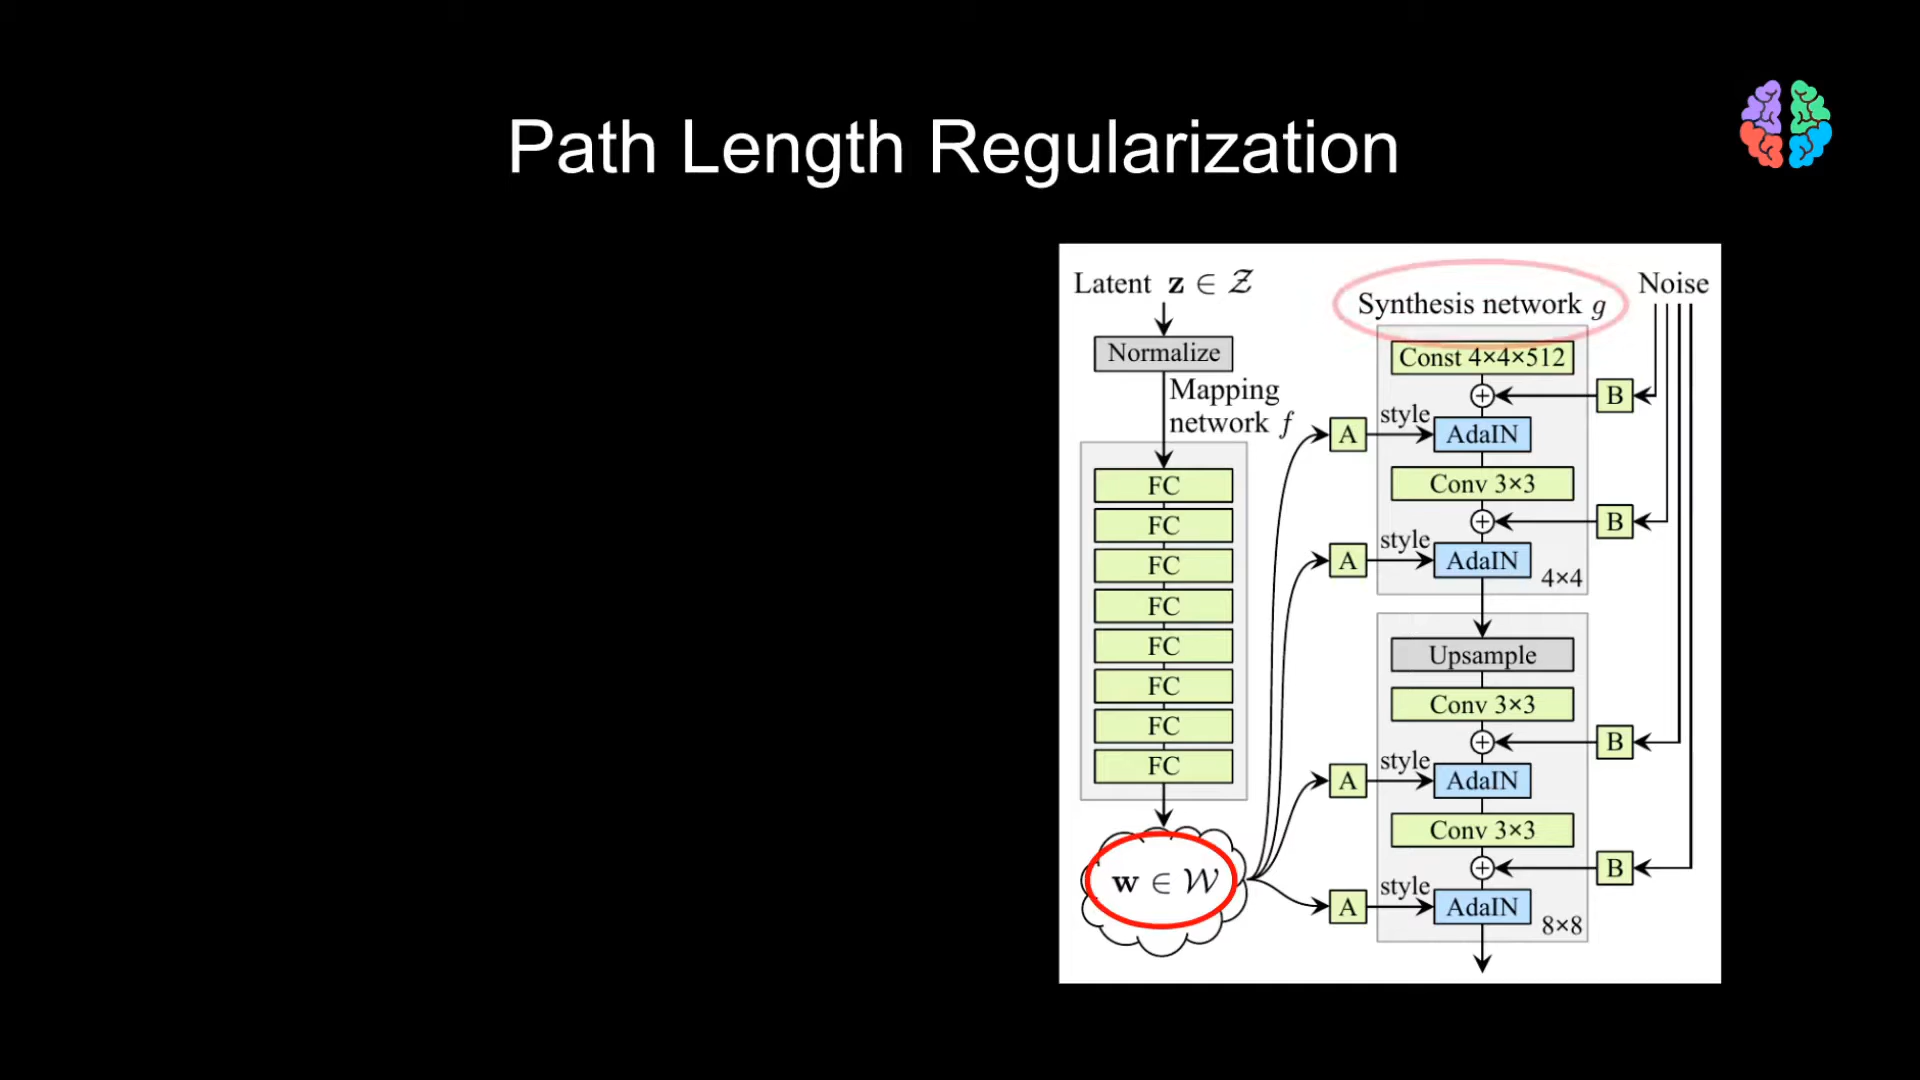 Path Length Regularization
Latent z ∈ 𝒵
Normalize
Mapping
network f
FC
FC
FC
FC
FC
FC
FC
FC
w ∈ 𝒲
Synthesis network g
Noise
Const 4×4×512
B
A
style
AdaIN
Conv 3×3
B
A
style
AdaIN
4×4
Upsample
Conv 3×3
B
A
style
AdaIN
Conv 3×3
B
A
style
AdaIN
8×8